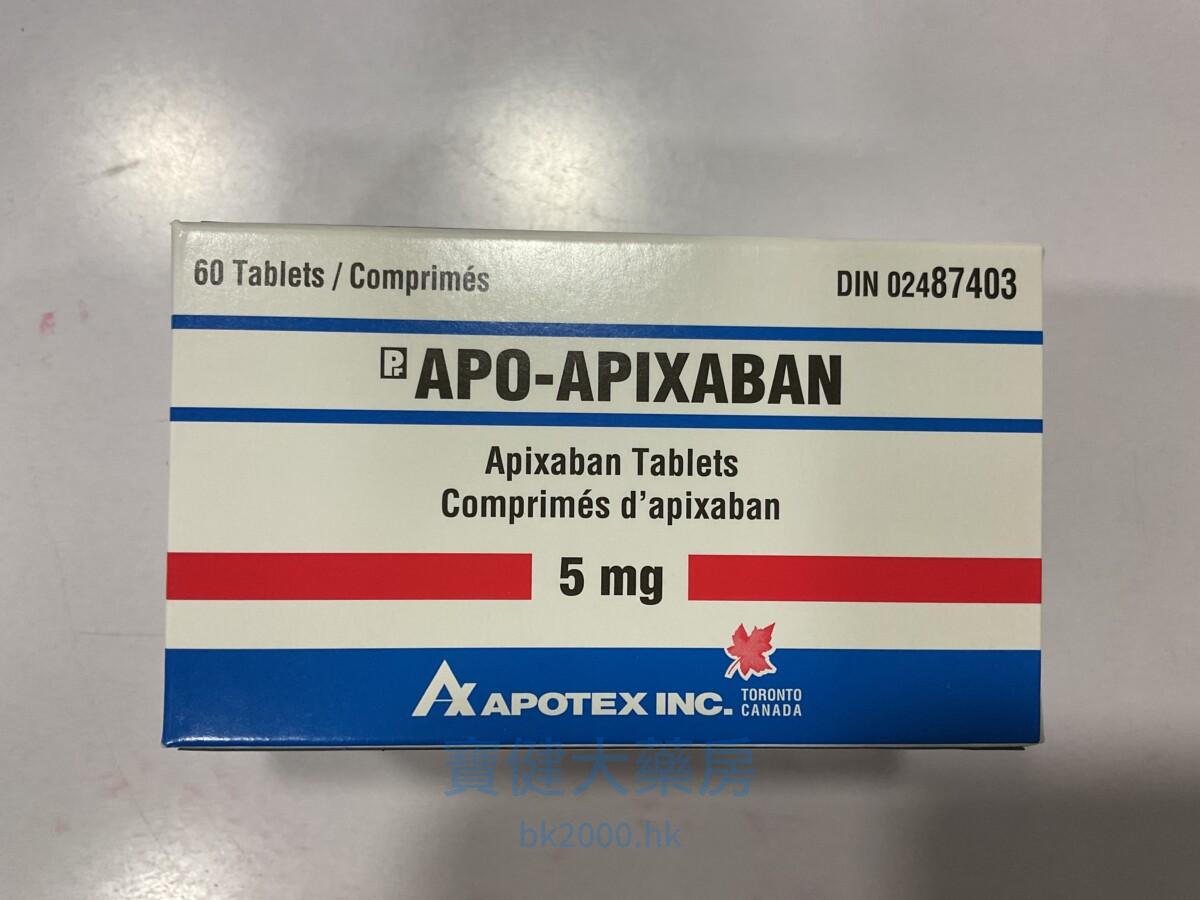 60 Tablets / Comprimés
DIN 02487403
Pr APO-APIXABAN
Apixaban Tablets
Comprimés d'apixaban
5 mg
APOTEX INC.
TORONTO
CANADA
寶健大藥房
bk2000.hk